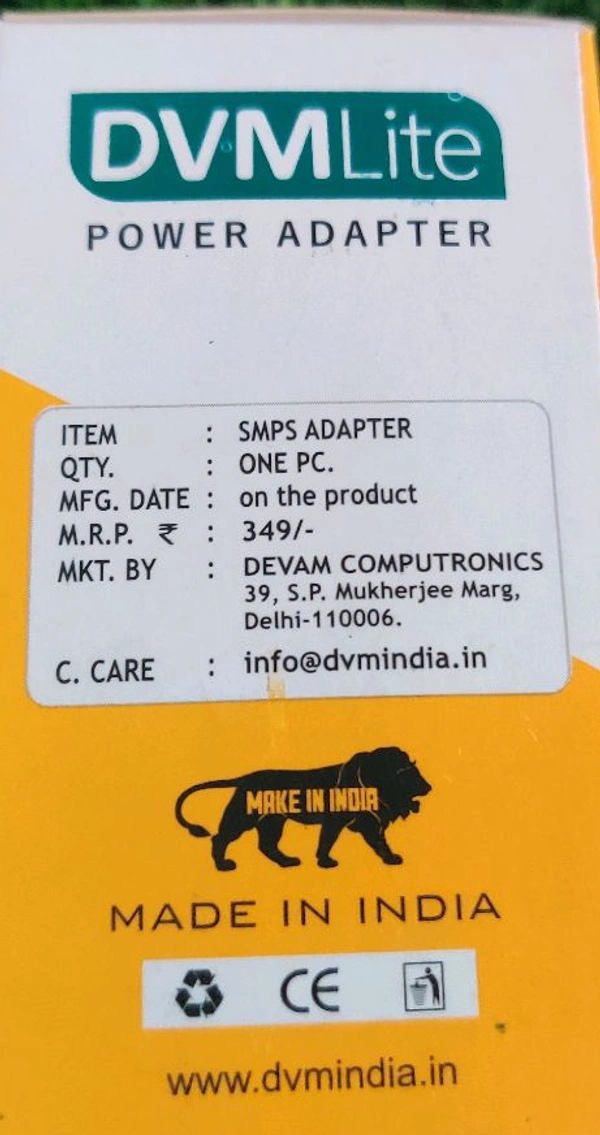 DVMLite
POWER ADAPTER
ITEM : SMPS ADAPTER
QTY. : ONE PC.
MFG. DATE : on the product
M.R.P. ₹ : 349/-
MKT. BY : DEVAM COMPUTRONICS
39, S.P. Mukherjee Marg,
Delhi-110006.
C. CARE : info@dvmindia.in
MAKE IN INDIA
MADE IN INDIA
CE
www.dvmindia.in